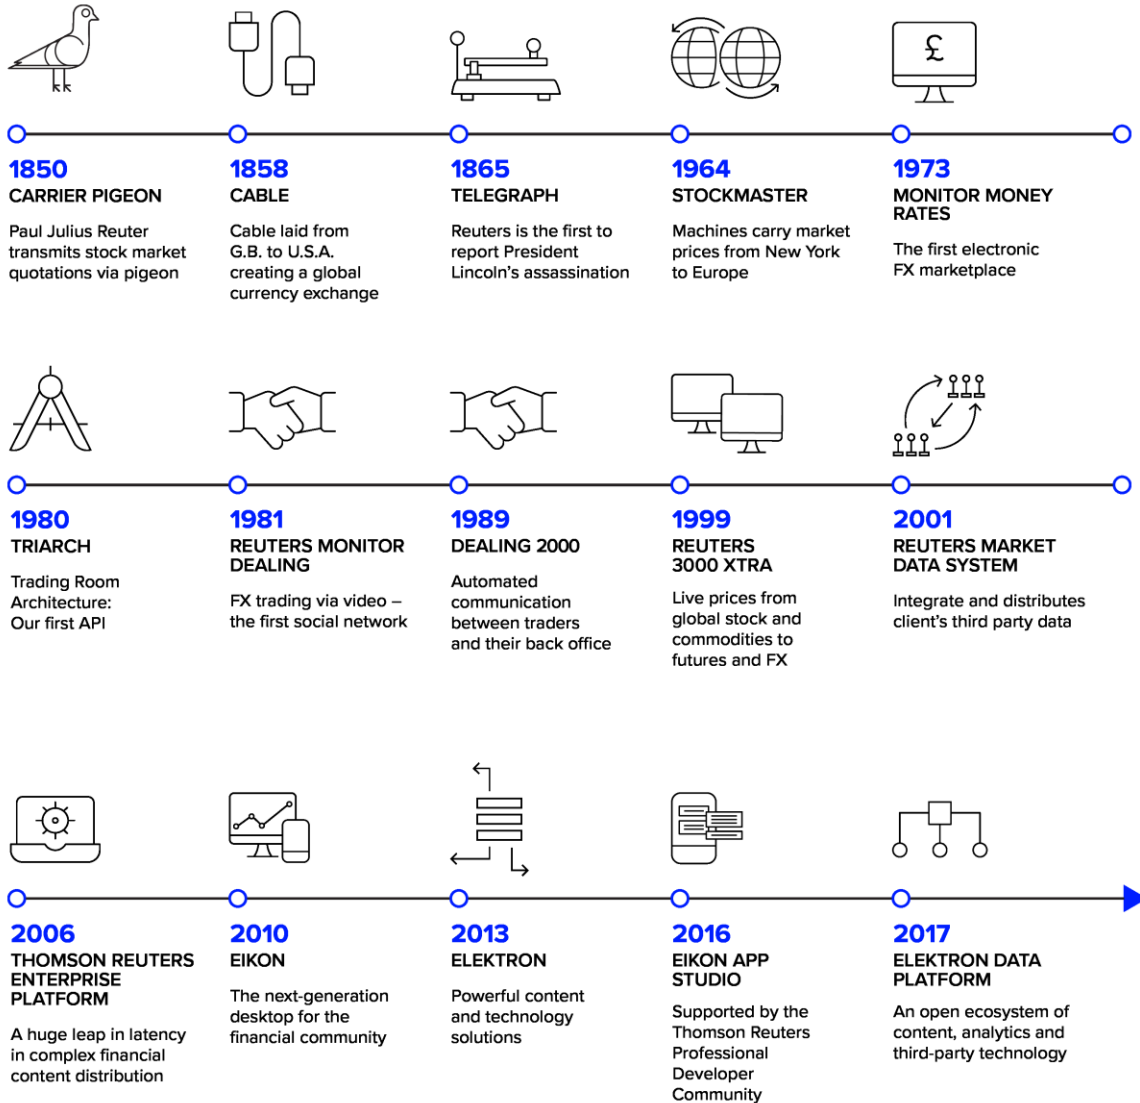 £
1850
CARRIER PIGEON
Paul Julius Reuter
transmits stock market
quotations via pigeon
1858
CABLE
Cable laid from
G.B. to U.S.A.
creating a global
currency exchange
1865
TELEGRAPH
Reuters is the first to
report President
Lincoln’s assassination
1964
STOCKMASTER
Machines carry market
prices from New York
to Europe
1973
MONITOR MONEY
RATES
The first electronic
FX marketplace
1980
TRIARCH
Trading Room
Architecture:
Our first API
1981
REUTERS MONITOR
DEALING
FX trading via video –
the first social network
1989
DEALING 2000
Automated
communication
between traders
and their back office
1999
REUTERS
3000 XTRA
Live prices from
global stock and
commodities to
futures and FX
2001
REUTERS MARKET
DATA SYSTEM
Integrate and distributes
client’s third party data
2006
THOMSON REUTERS
ENTERPRISE
PLATFORM
A huge leap in latency
in complex financial
content distribution
2010
EIKON
The next-generation
desktop for the
financial community
2013
ELEKTRON
Powerful content
and technology
solutions
2016
EIKON APP
STUDIO
Supported by the
Thomson Reuters
Professional
Developer
Community
2017
ELEKTRON DATA
PLATFORM
An open ecosystem of
content, analytics and
third-party technology